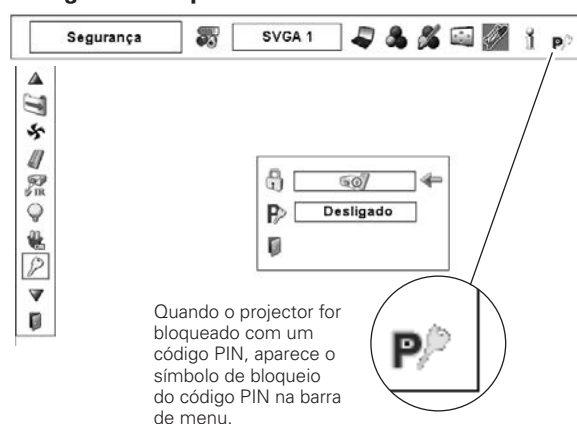 Segurança
SVGA 1
P
IR
P
Desligado
Quando o projector for
bloqueado com um
código PIN, aparece o
símbolo de bloqueio
do código PIN na barra
de menu.
P